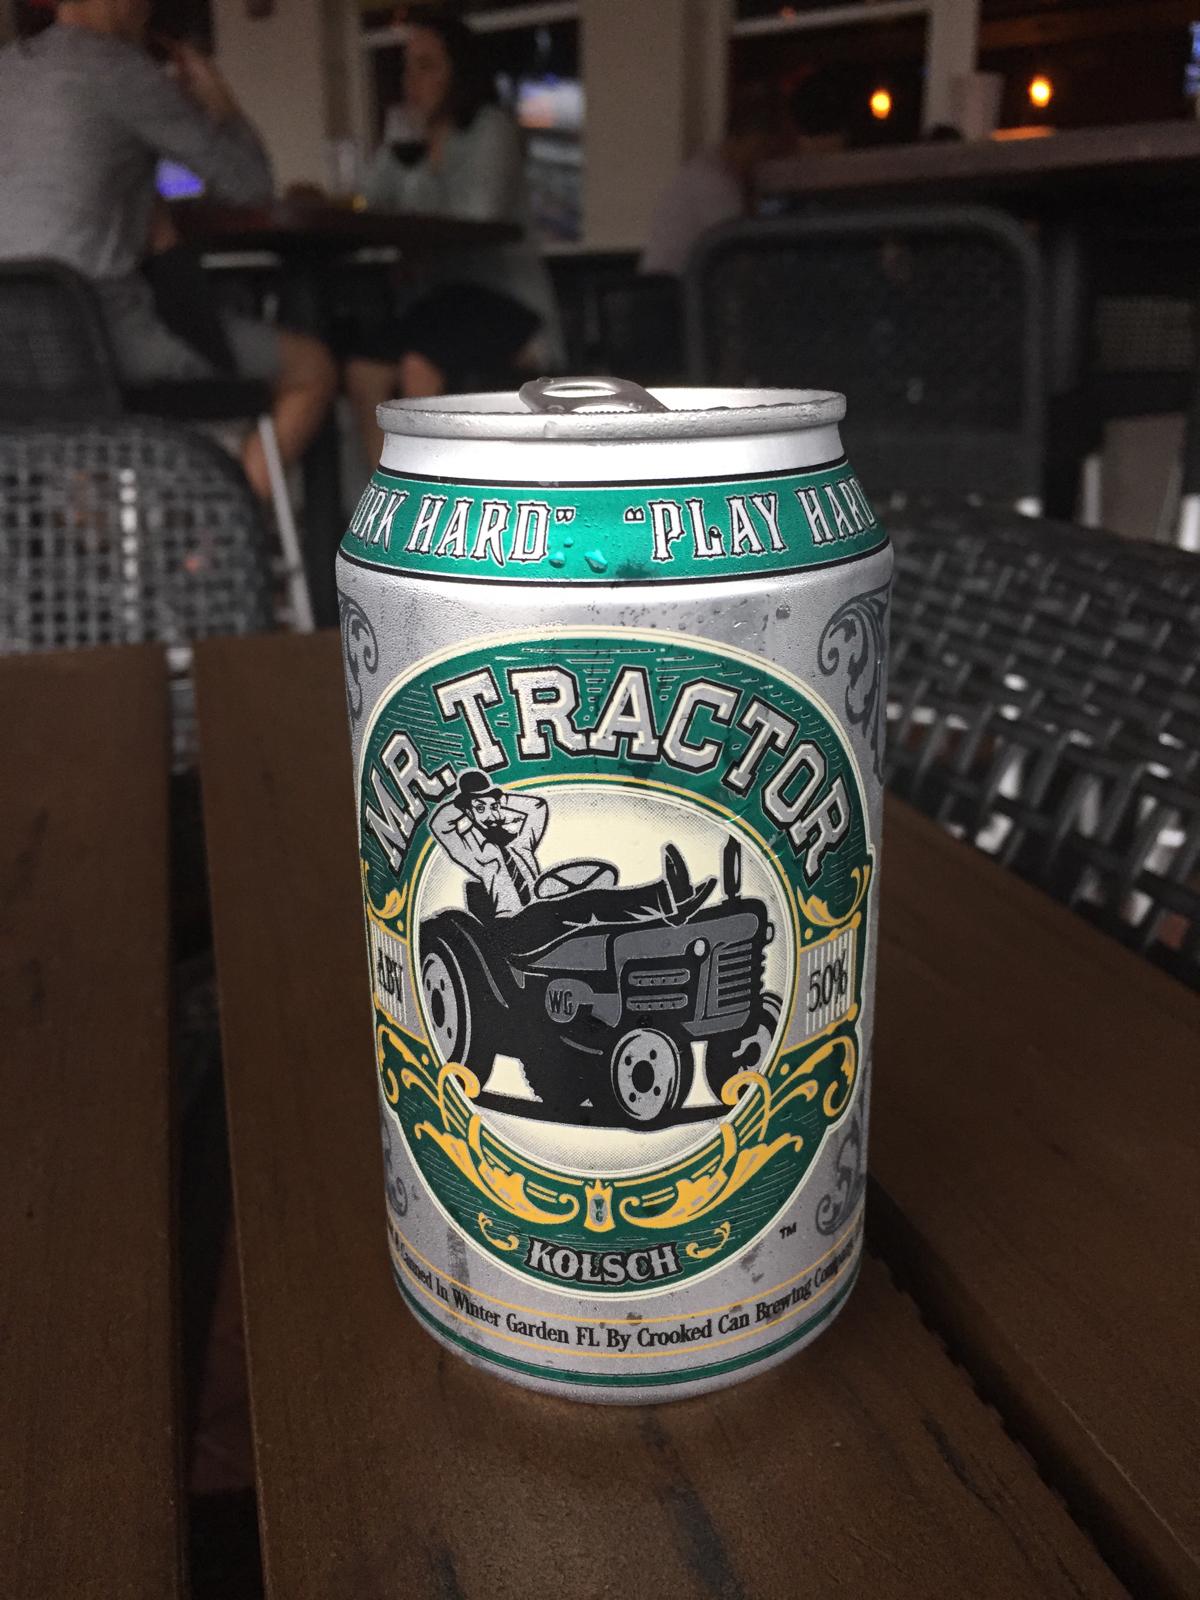 HARD" "PLAY HARD
MR. TRACTOR
ABV
5.0%
WG
WG
KOLSCH
TM
Canned In Winter Garden FL By Crooked Can Brewing Company